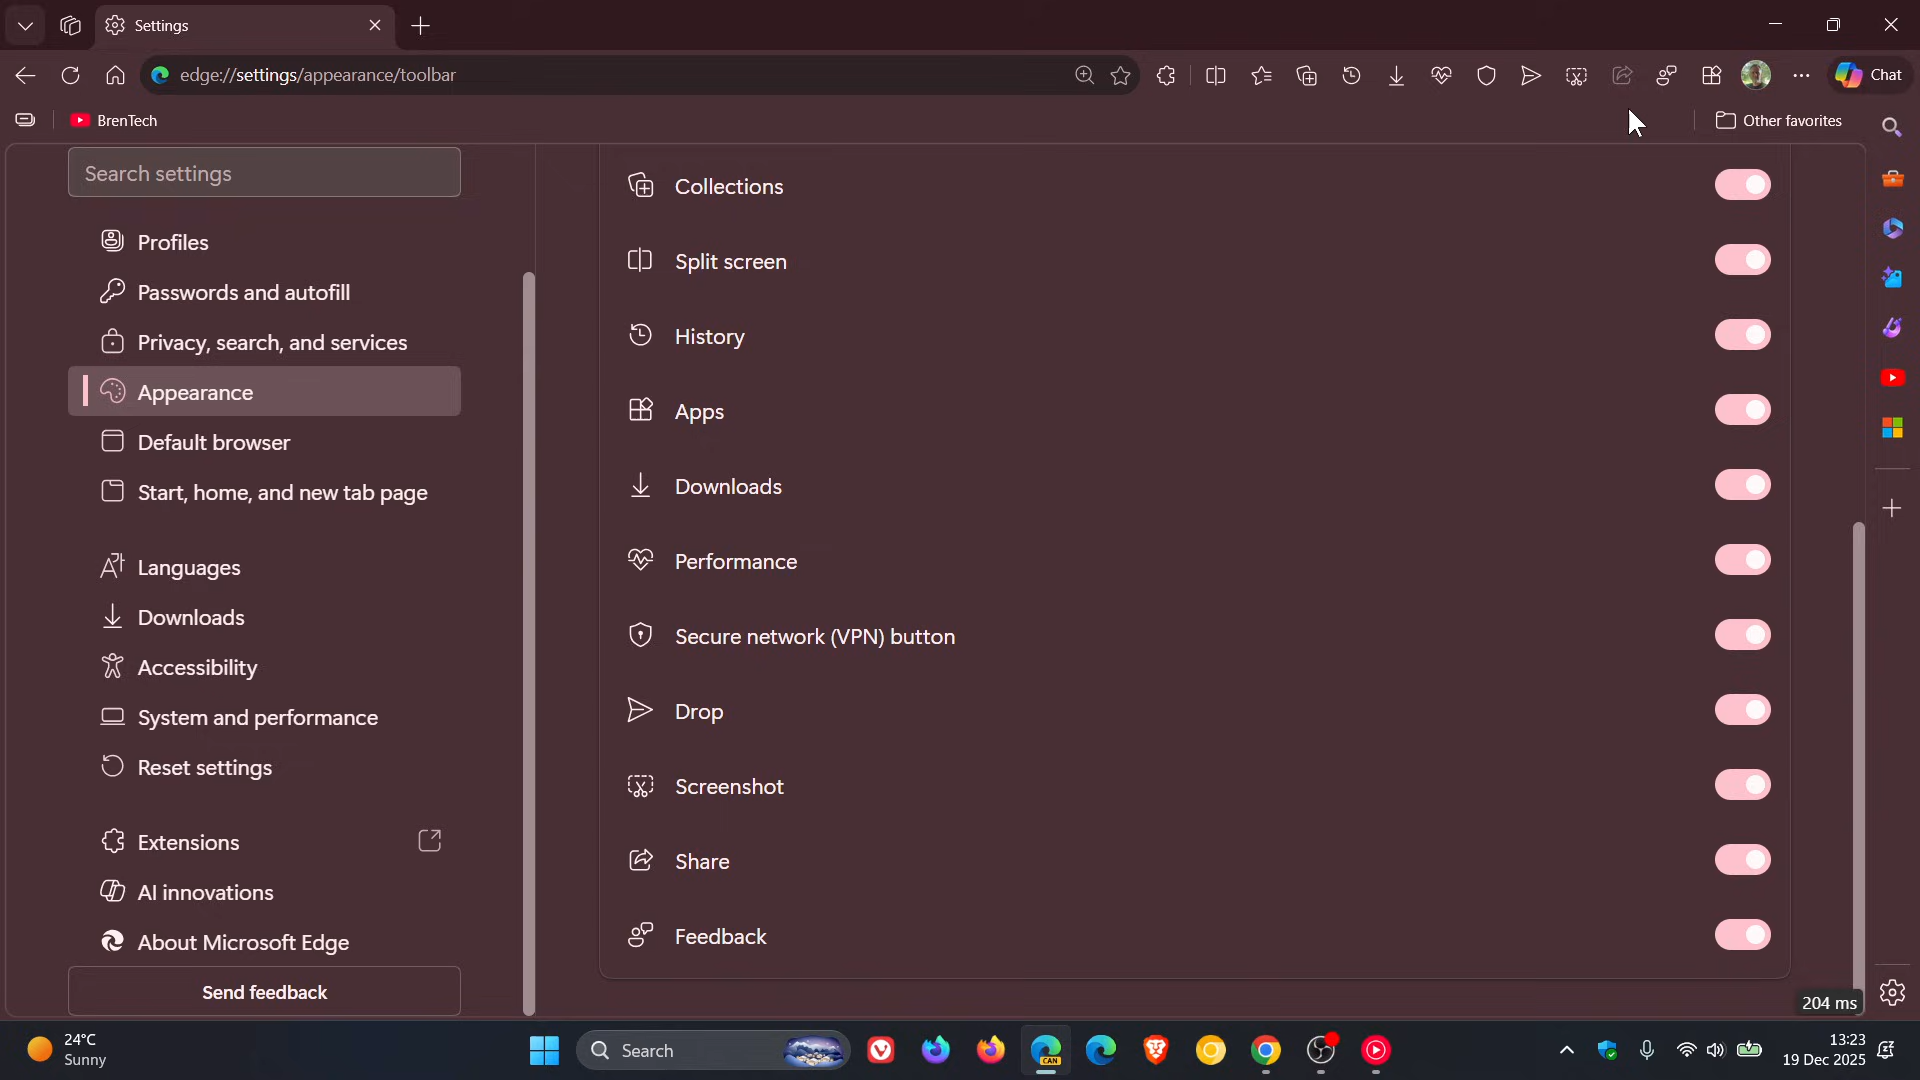 Settings
edge://settings/appearance/toolbar
Chat
BrenTech
Other favorites
Search settings
Profiles
Passwords and autofill
Privacy, search, and services
Appearance
Default browser
Start, home, and new tab page
Languages
Downloads
Accessibility
System and performance
Reset settings
Extensions
AI innovations
About Microsoft Edge
Send feedback
Collections
Split screen
History
Apps
Downloads
Performance
Secure network (VPN) button
Drop
Screenshot
Share
Feedback
204 ms
24°C
Sunny
Search
CAN
13:23
19 Dec 2025